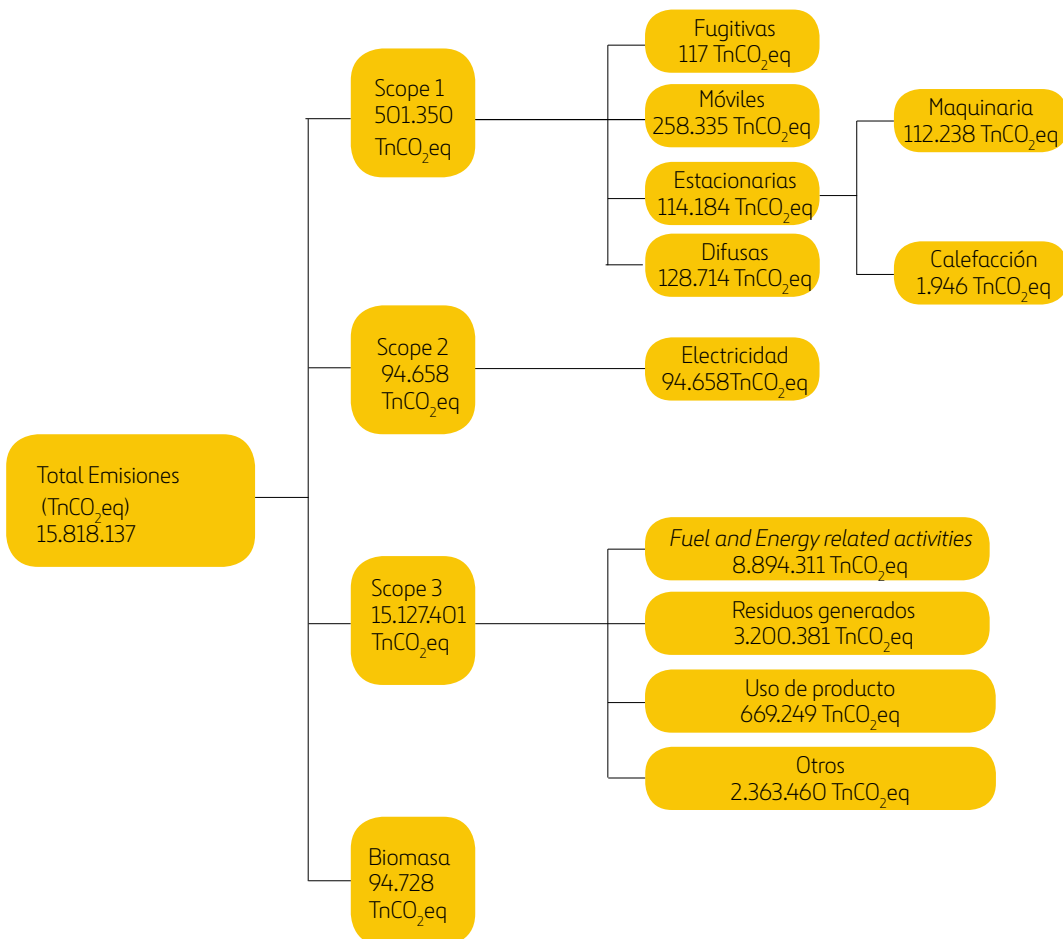 Fugitivas
117 TnCO₂eq
Scope 1
501.350
TnCO₂eq
Móviles
258.335 TnCO₂eq
Maquinaria
112.238 TnCO₂eq
Estacionarias
114.184 TnCO₂eq
Difusas
128.714 TnCO₂eq
Calefacción
1.946 TnCO₂eq
Scope 2
94.658
TnCO₂eq
Electricidad
94.658TnCO₂eq
Total Emisiones
(TnCO₂eq)
15.818.137
Fuel and Energy related activities
8.894.311 TnCO₂eq
Scope 3
15.127.401
TnCO₂eq
Residuos generados
3.200.381 TnCO₂eq
Uso de producto
669.249 TnCO₂eq
Otros
2.363.460 TnCO₂eq
Biomasa
94.728
TnCO₂eq